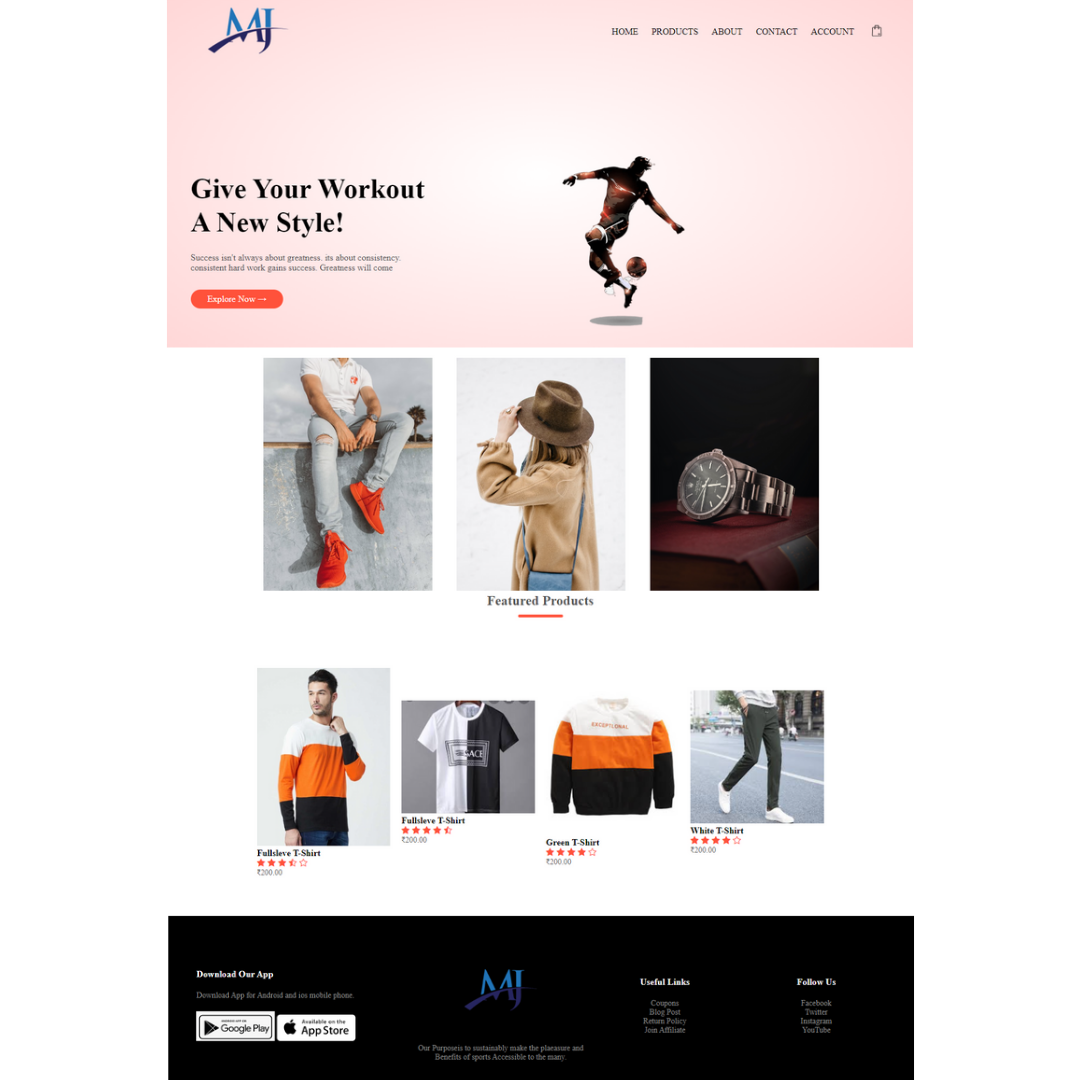 MJ
HOME PRODUCTS ABOUT CONTACT ACCOUNT
Give Your Workout
A New Style!
Success isn't always about greatness. its about consistency.
consistent hard work gains success. Greatness will come
Explore Now →
Featured Products
EXCEPTIONAL
Fullsleve T-Shirt
₹200.00
Fullsleve T-Shirt
₹200.00
Green T-Shirt
₹200.00
White T-Shirt
₹200.00
Download Our App
Download App for Android and ios mobile phone.
Google Play
Available on the
App Store
MJ
Our Purposeis to sustainably make the plaeasure and
Benefits of sports Accessible to the many.
Useful Links
Coupons
Blog Post
Return Policy
Join Affiliate
Follow Us
Facebook
Twitter
Instagram
YouTube